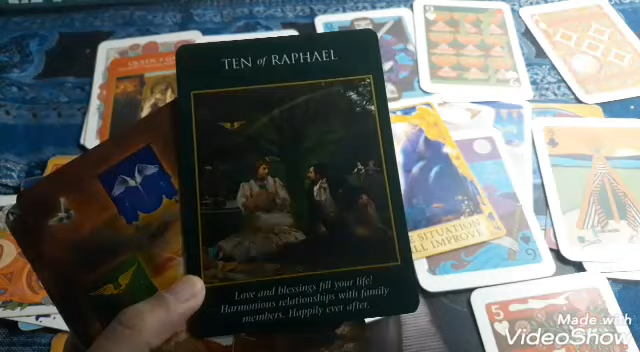 TEN of RAPHAEL
Love and blessings fill your life!
Harmonious relationships with family
members. Happily ever after.
SITUATION
IMPROVE
5
Made with
VideoShow